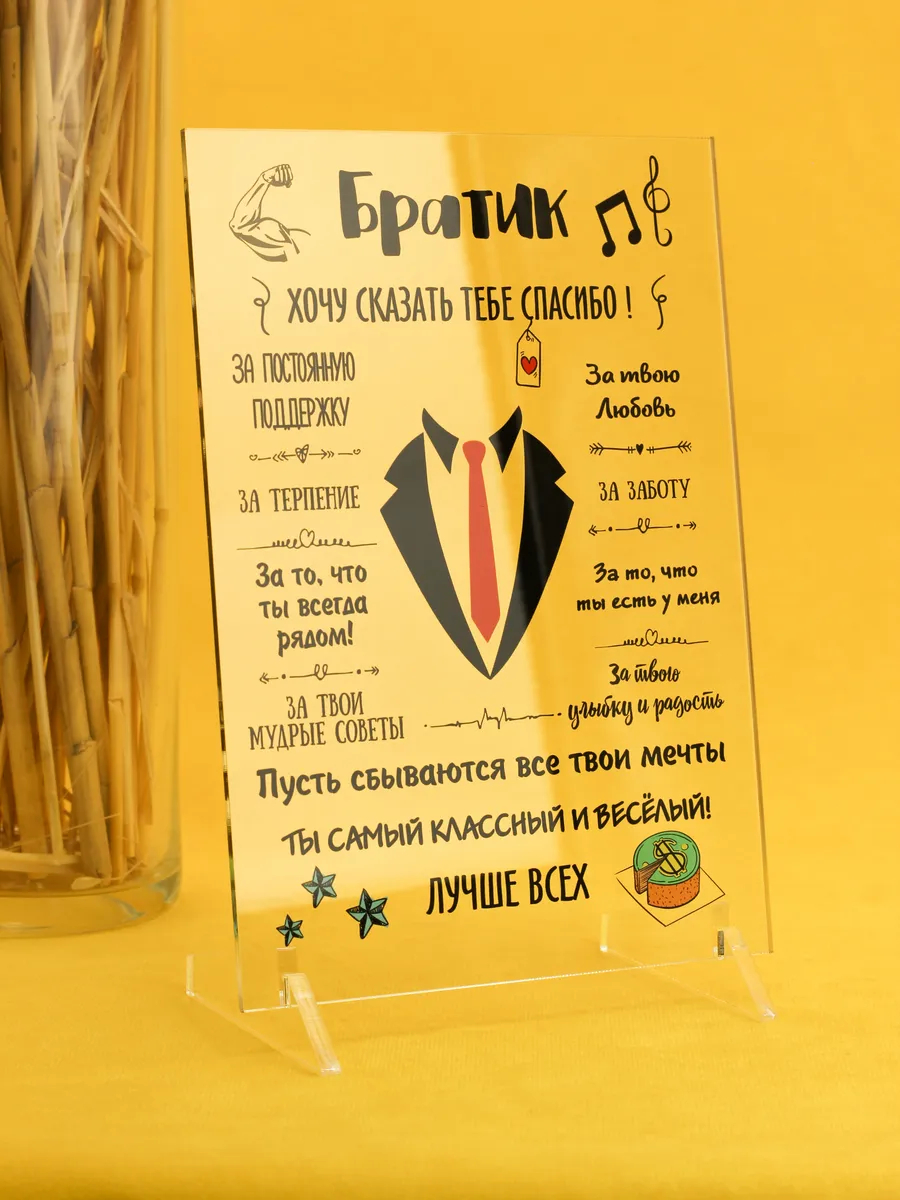 Братик
ХОЧУ СКАЗАТЬ ТЕБЕ СПАСИБО !
ЗА ПОСТОЯННУЮ
ПОДДЕРЖКУ
ЗА ТЕРПЕНИЕ
За то, что
ты всегда
рядом!
ЗА ТВОИ
МУДРЫЕ СОВЕТЫ
За твою
Любовь
ЗА ЗАБОТУ
За то, что
ты есть у меня
За твою
улыбку и радость
Пусть сбываются все твои мечты
ТЫ САМЫЙ КЛАССНЫЙ И ВЕСЁЛЫЙ!
ЛУЧШЕ ВСЕХ
$